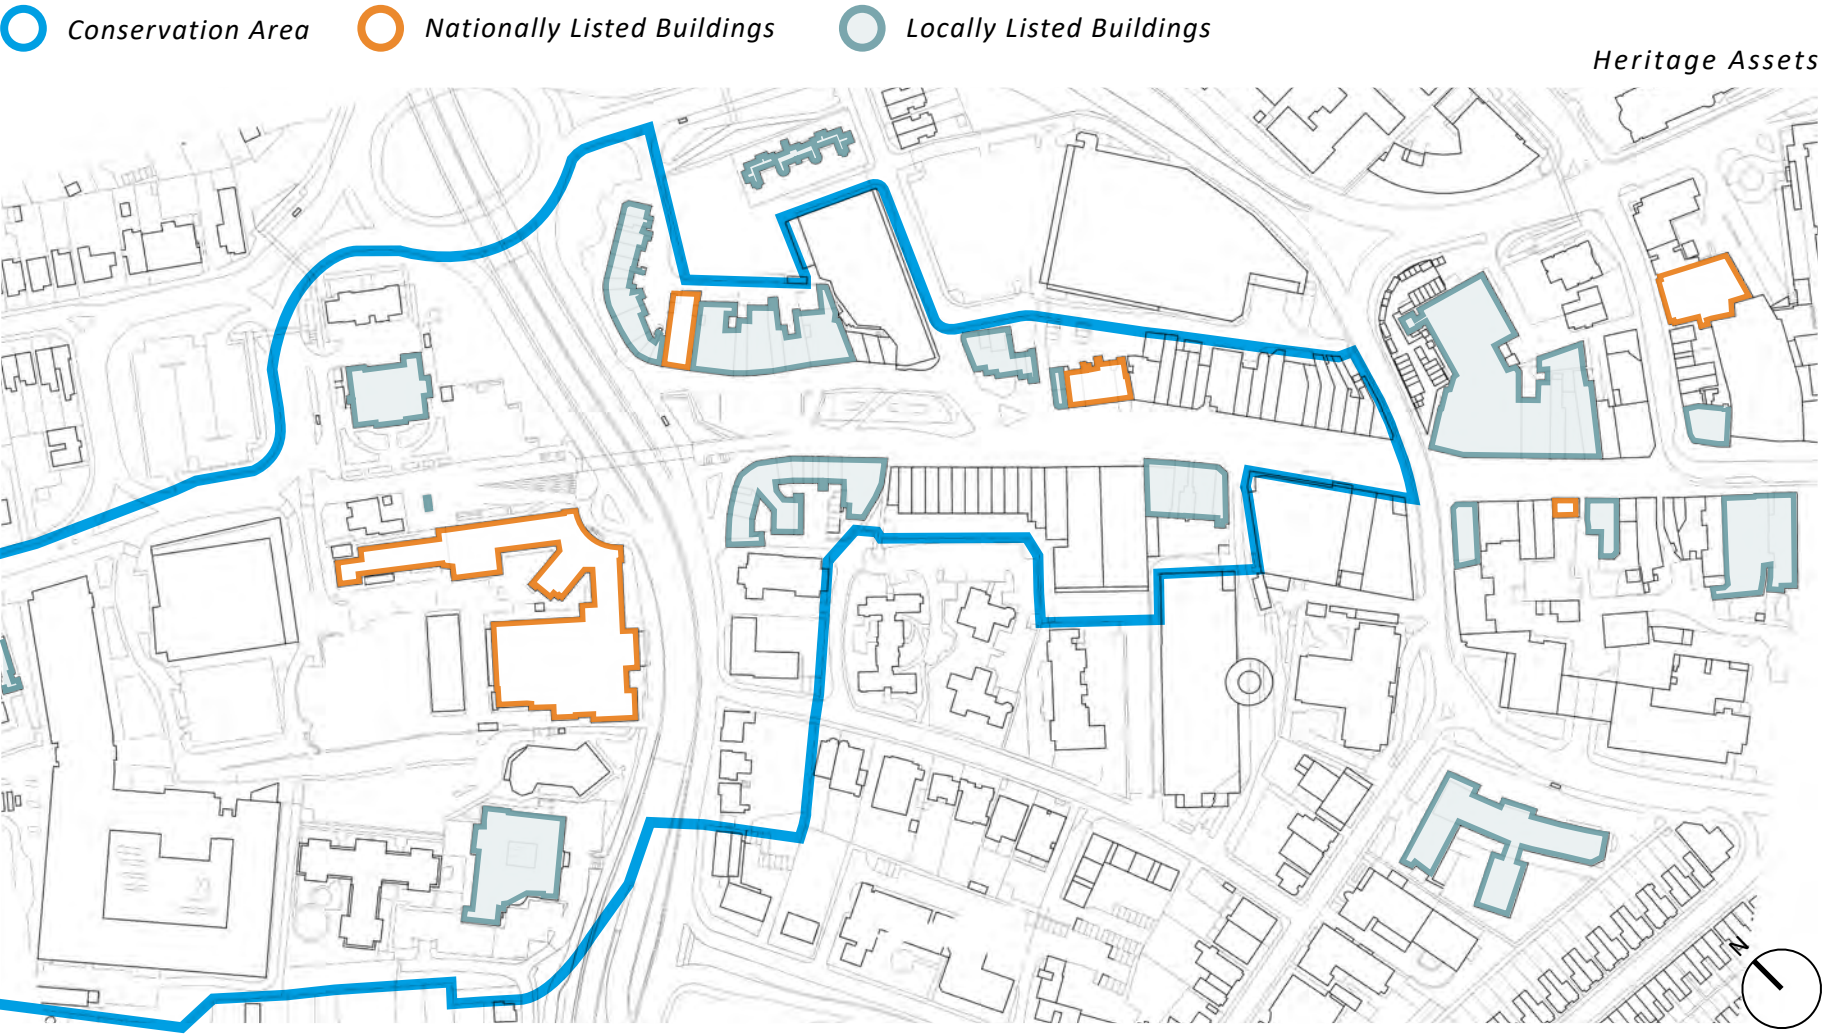 Conservation Area
Nationally Listed Buildings
Locally Listed Buildings
Heritage Assets
N